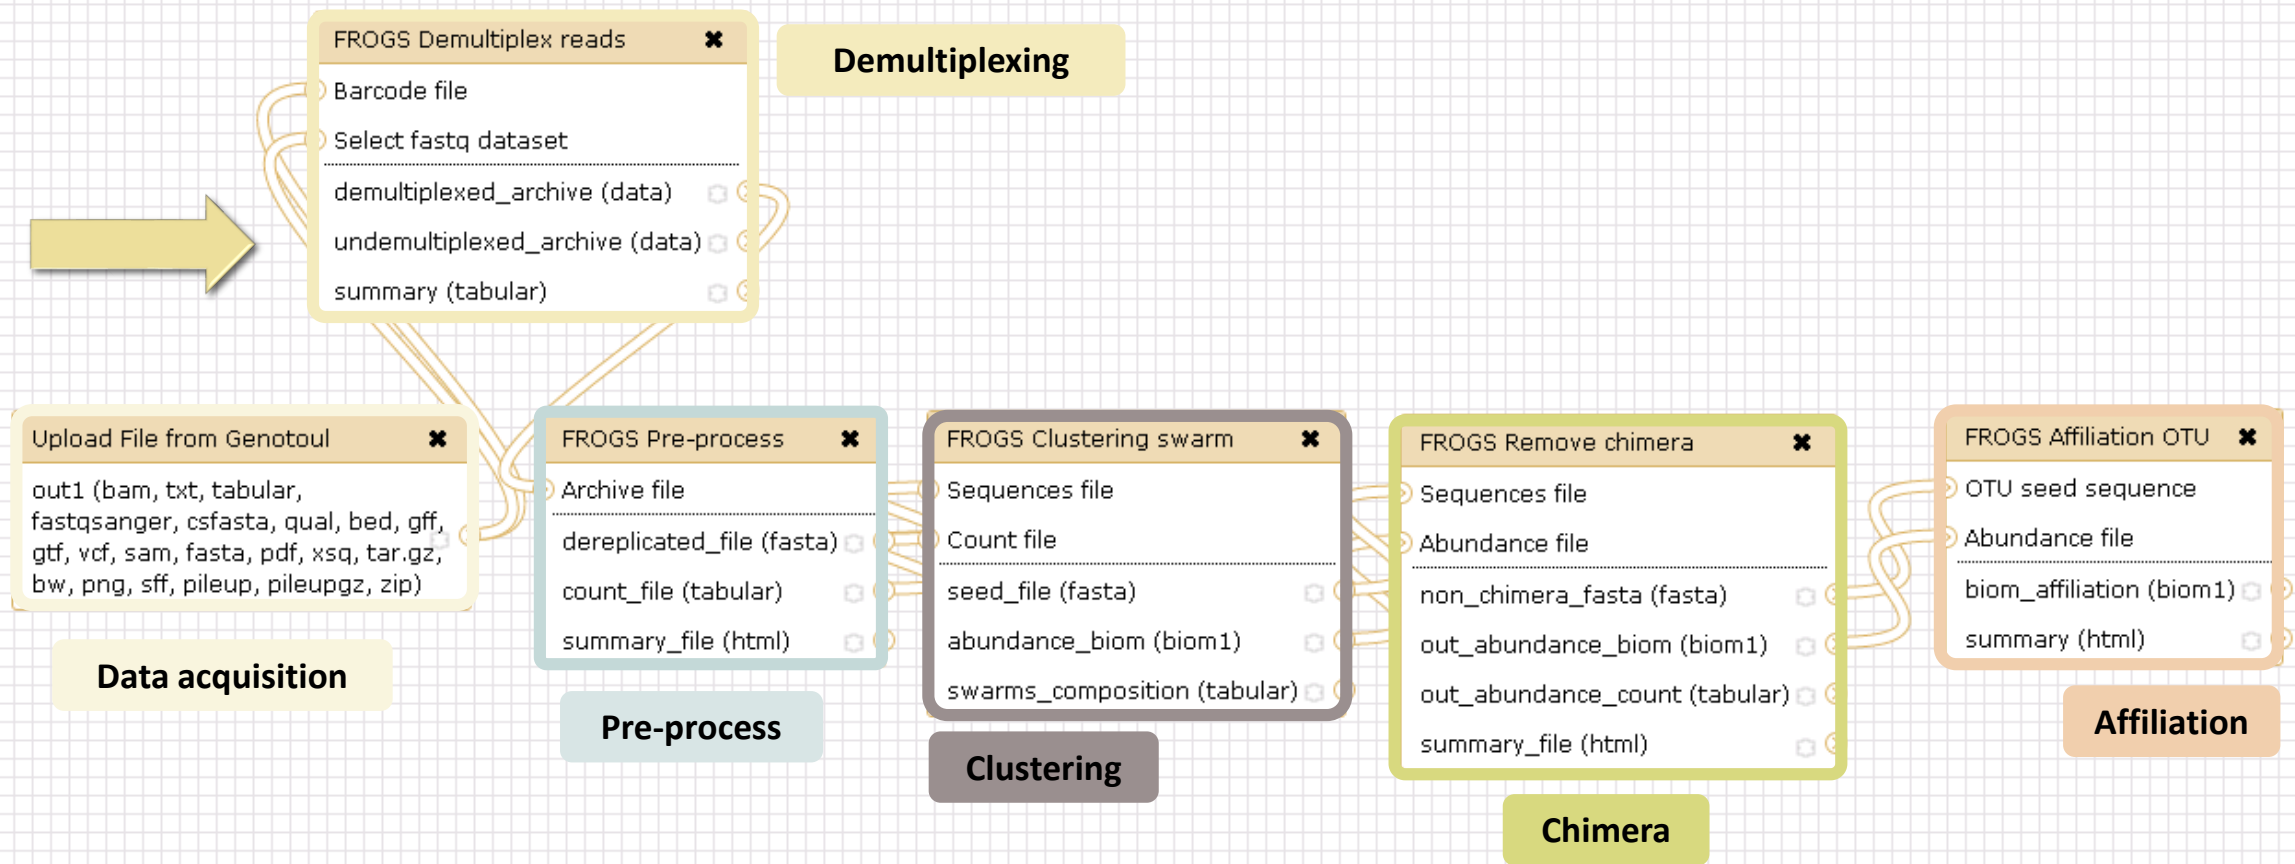 FROGS Demultiplex reads
Barcode file
Select fastq dataset
demultiplexed_archive (data)
undemultiplexed_archive (data)
summary (tabular)
Demultiplexing
Upload File from Genotoul
out1 (bam, txt, tabular,
fastqsanger, csfasta, qual, bed, gff,
gtf, vcf, sam, fasta, pdf, xsq, tar.gz,
bw, png, sff, pileup, pileupgz, zip)
Data acquisition
FROGS Pre-process
Archive file
dereplicated_file (fasta)
count_file (tabular)
summary_file (html)
Pre-process
FROGS Clustering swarm
Sequences file
Count file
seed_file (fasta)
abundance_biom (biom1)
swarms_composition (tabular)
Clustering
FROGS Remove chimera
Sequences file
Abundance file
non_chimera_fasta (fasta)
out_abundance_biom (biom1)
out_abundance_count (tabular)
summary_file (html)
Chimera
FROGS Affiliation OTU
OTU seed sequence
Abundance file
biom_affiliation (biom1)
summary (html)
Affiliation